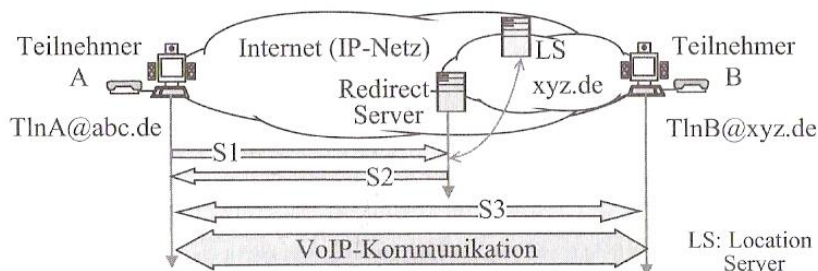 Teilnehmer A
Internet (IP-Netz)
LS
Teilnehmer B
Redirect Server
xyz.de
TlnA@abc.de
TlnB@xyz.de
S1
S2
S3
VoIP-Kommunikation
LS: Location Server